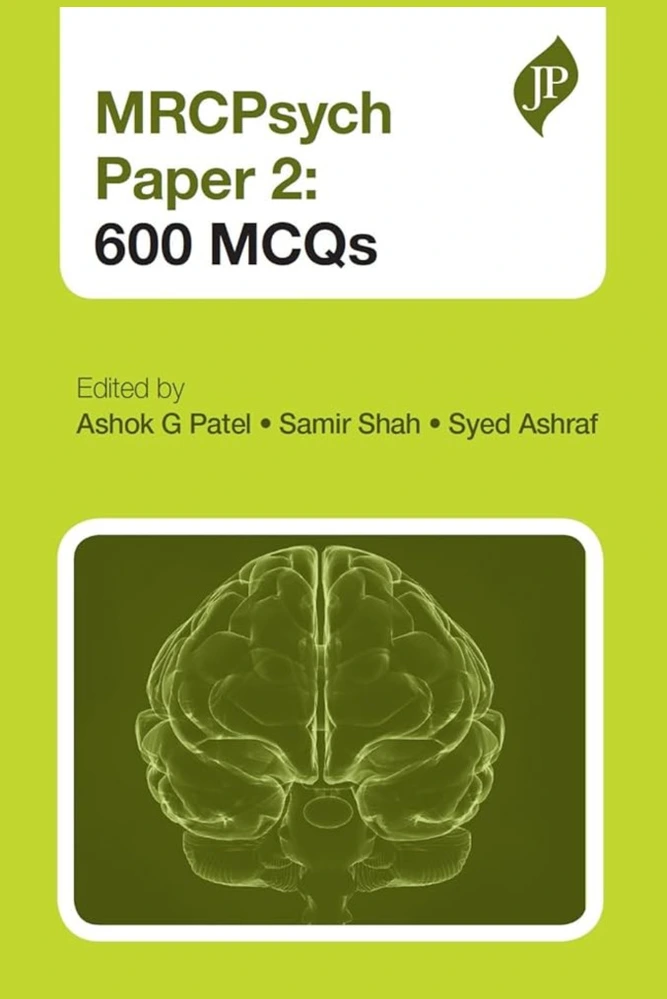 JP
MRCPsych
Paper 2:
600 MCQs
Edited by
Ashok G Patel • Samir Shah • Syed Ashraf